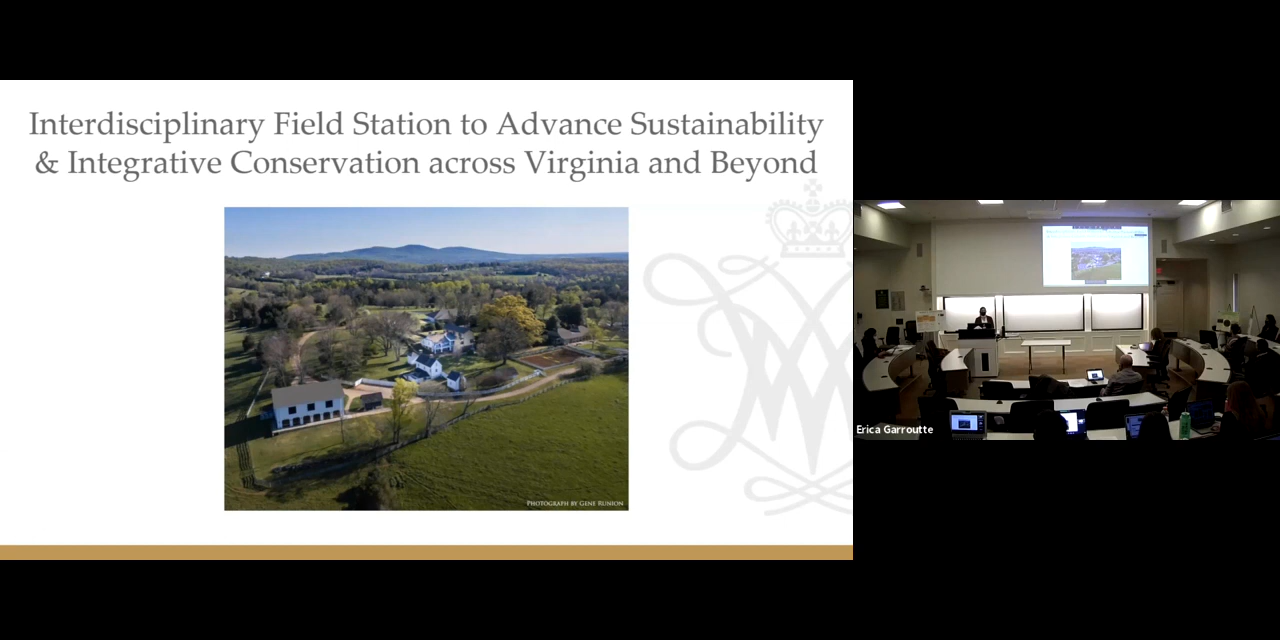 Interdisciplinary Field Station to Advance Sustainability
& Integrative Conservation across Virginia and Beyond
PHOTOGRAPH BY GENE RUNION
Erica Garroutte